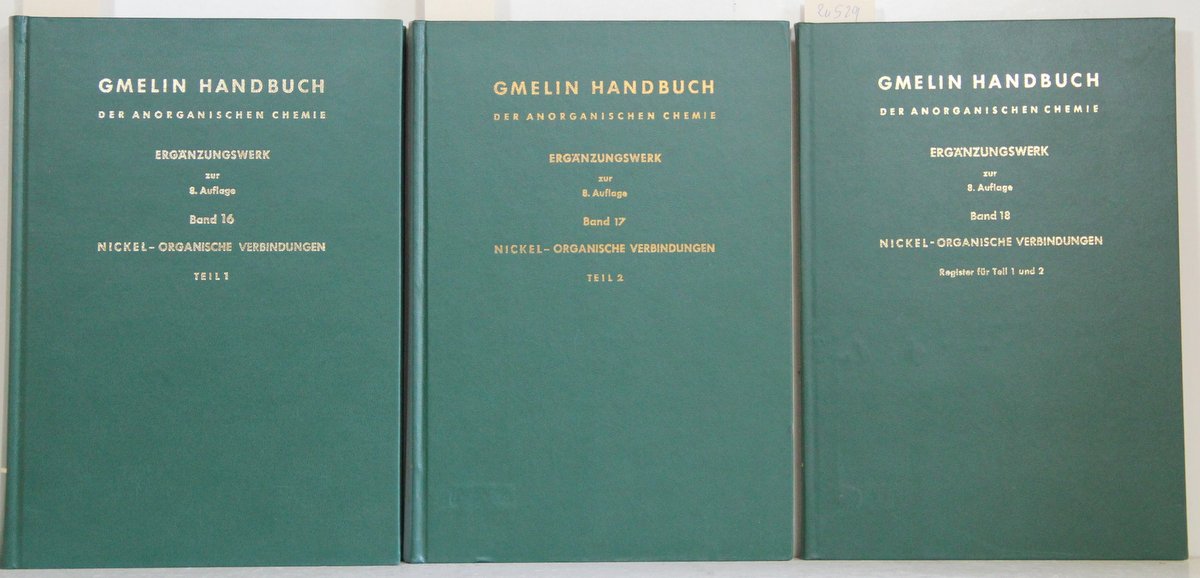 GMELIN HANDBUCH
DER ANORGANISCHEN CHEMIE
ERGÄNZUNGSWERK
zur
8. Auflage
Band 16
NICKEL-ORGANISCHE VERBINDUNGEN
TEIL 1
GMELIN HANDBUCH
DER ANORGANISCHEN CHEMIE
ERGÄNZUNGSWERK
zur
8. Auflage
Band 17
NICKEL-ORGANISCHE VERBINDUNGEN
TEIL 2
GMELIN HANDBUCH
DER ANORGANISCHEN CHEMIE
ERGÄNZUNGSWERK
zur
8. Auflage
Band 18
NICKEL-ORGANISCHE VERBINDUNGEN
Register für Teil 1 und 2